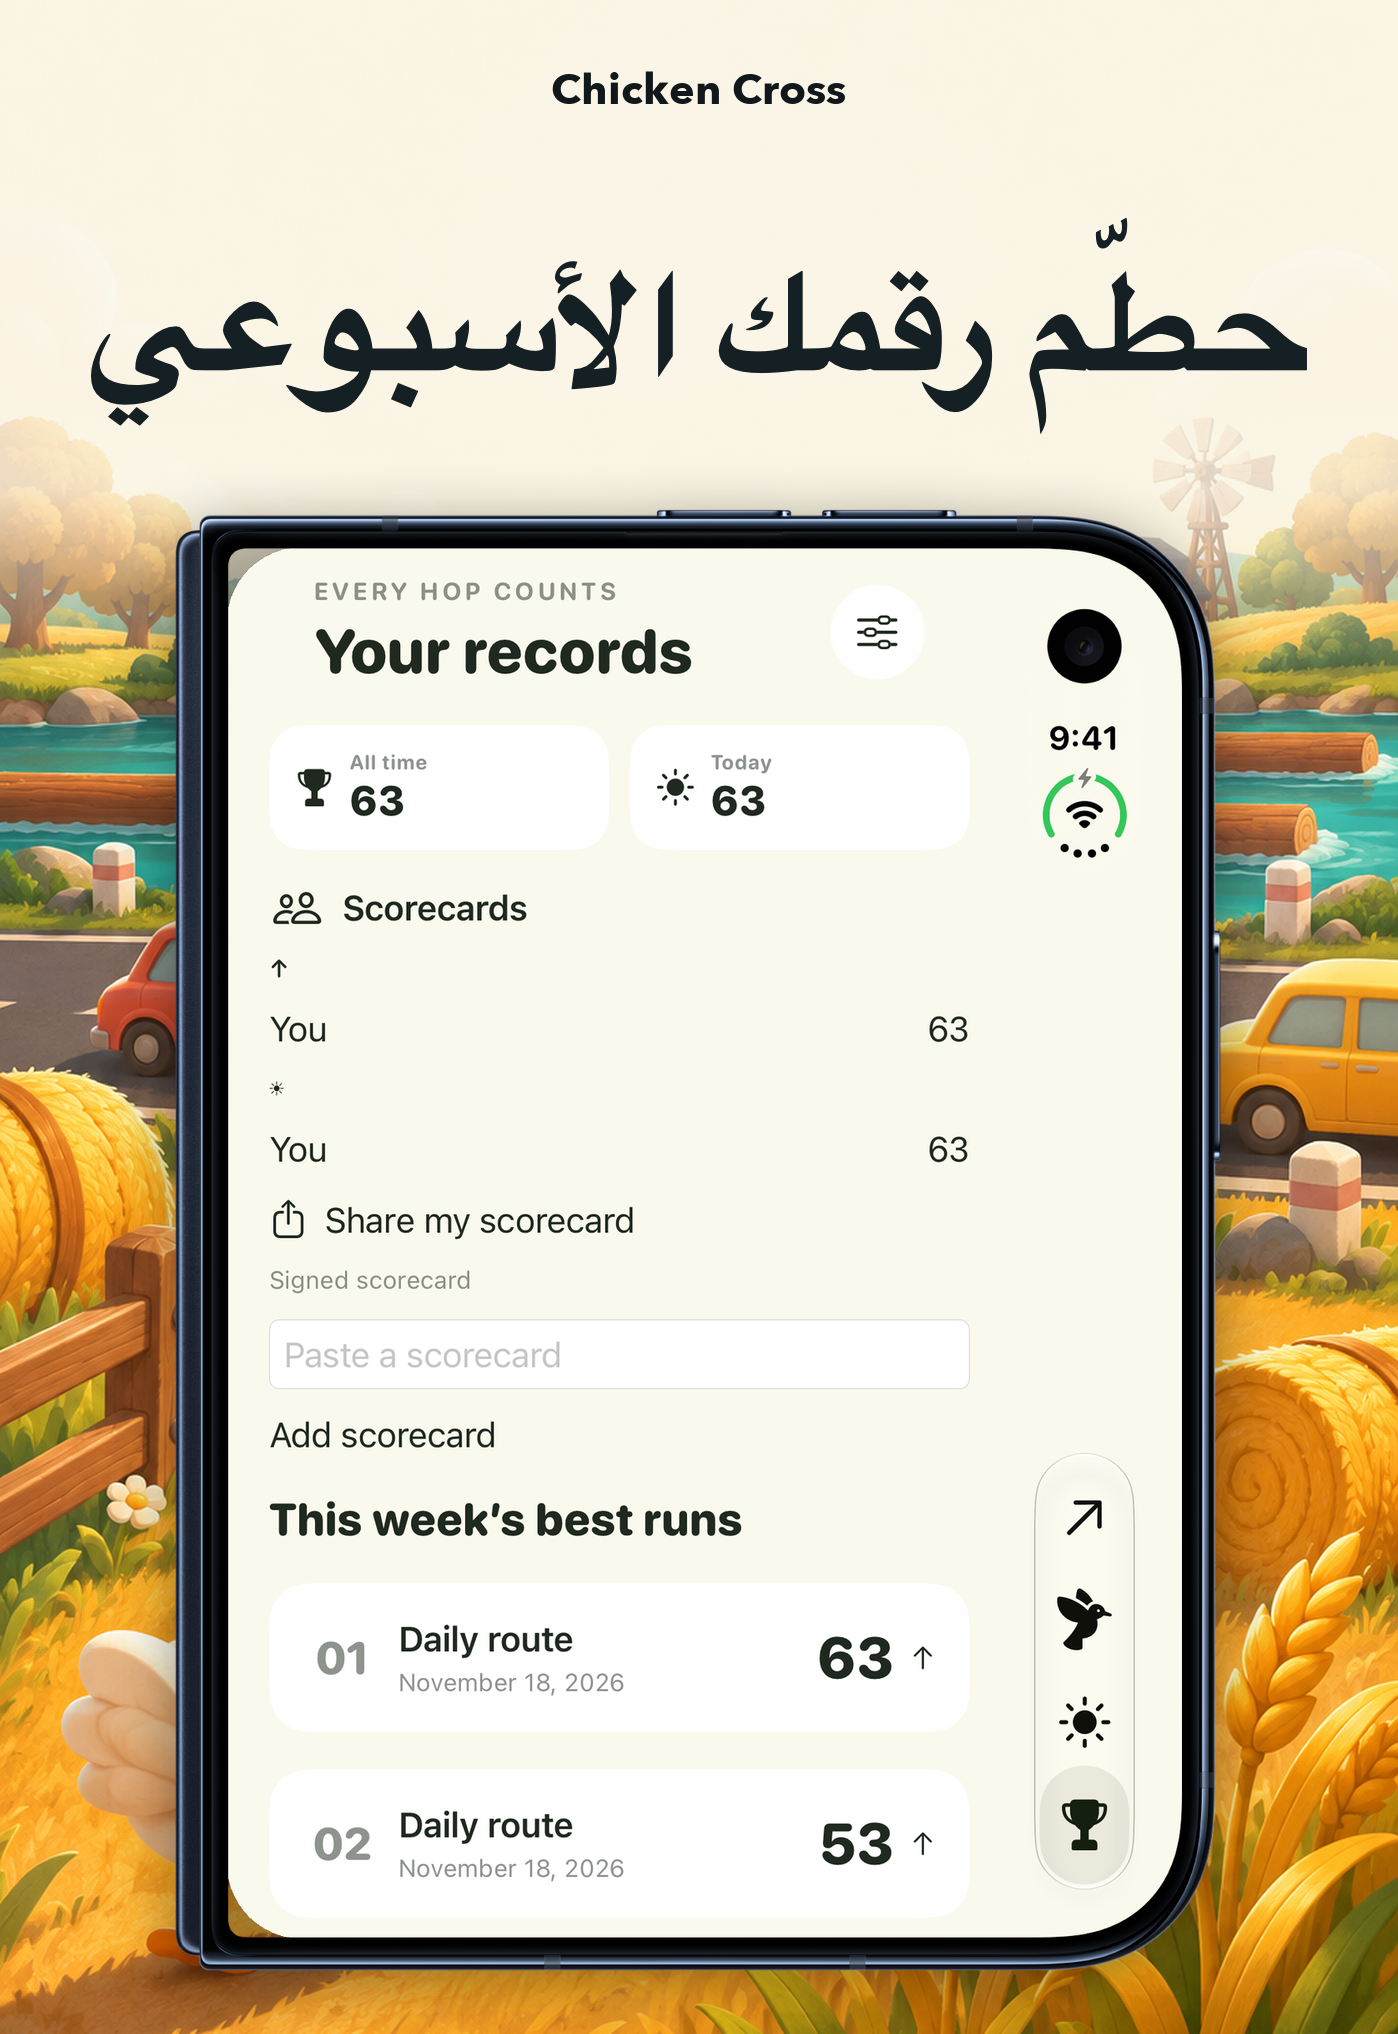 Chicken Cross
حطّم رقمك الأسبوعي
EVERY HOP COUNTS
Your records
All time
63
Today
63
9:41
Scorecards
You 63
You 63
Share my scorecard
Signed scorecard
Paste a scorecard
Add scorecard
This week's best runs
01 Daily route 63
November 18, 2026
02 Daily route 53
November 18, 2026